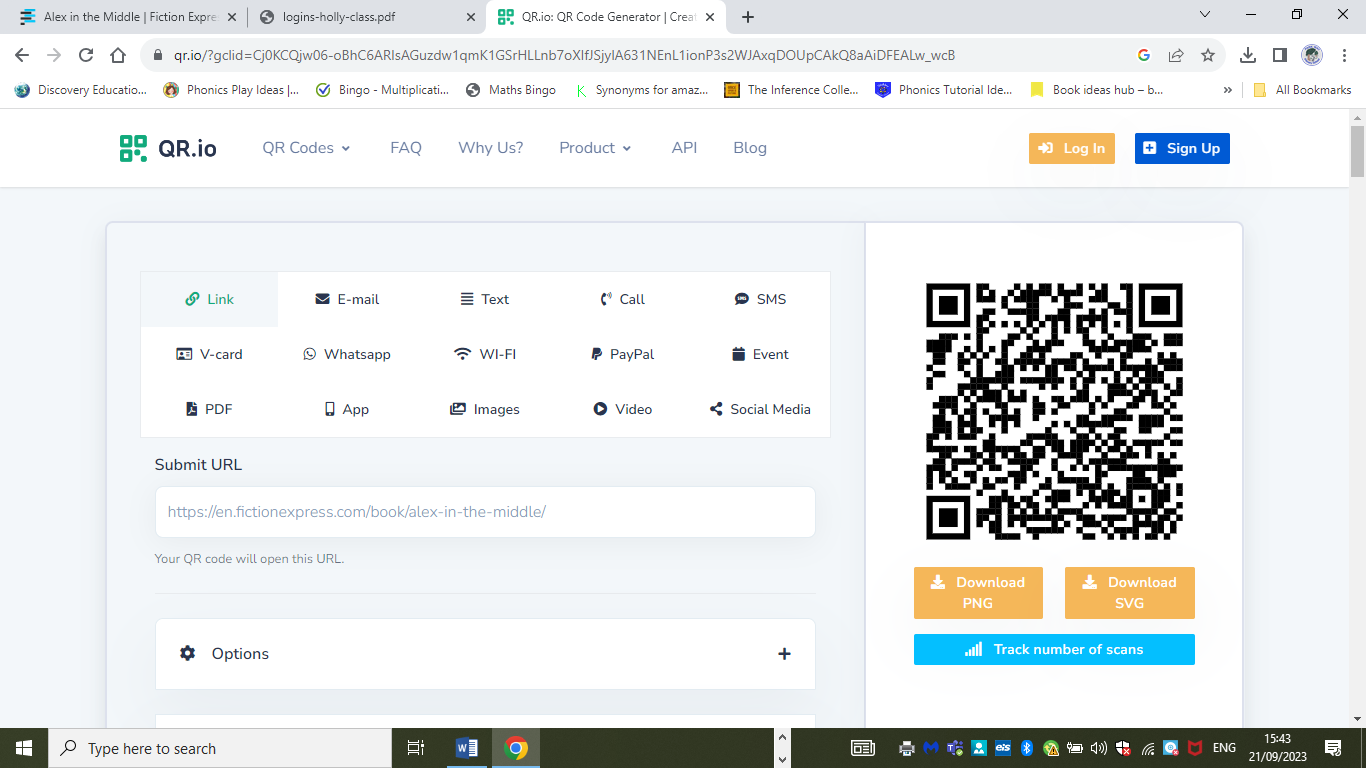 Alex in the Middle | Fiction Expre
logins-holly-class.pdf
QR.io: QR Code Generator | Creat
qr.io/?gclid=Cj0KCQjw06-oBhC6ARIsAGuzdw1qmK1GSrHLLnb7oXIfJSjylA631NEnL1ionP3s2WJAxqDOUpCAkQ8aAiDFEALw_wcB
Discovery Educatio...
Phonics Play Ideas |...
Bingo - Multiplicati...
Maths Bingo
Synonyms for amaz...
The Inference Colle...
Phonics Tutorial Ide...
Book ideas hub – b...
»
All Bookmarks
QR.io
QR Codes
FAQ
Why Us?
Product
API
Blog
Log In
Sign Up
Link
E-mail
Text
Call
SMS
V-card
Whatsapp
WI-FI
PayPal
Event
PDF
App
Images
Video
Social Media
Submit URL
https://en.fictionexpress.com/book/alex-in-the-middle/
Your QR code will open this URL.
Options
+
Download
PNG
Download
SVG
Track number of scans
Type here to search
ENG
15:43
21/09/2023